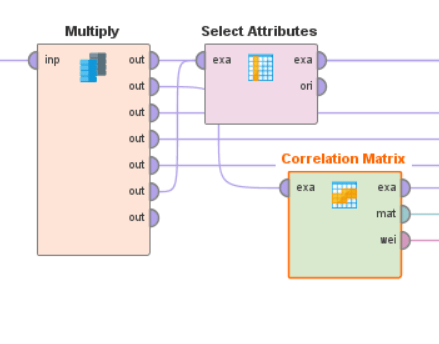 Multiply
Select Attributes
inp
out
out
out
out
out
out
out
exa
exa
ori
Correlation Matrix
exa
exa
mat
wei